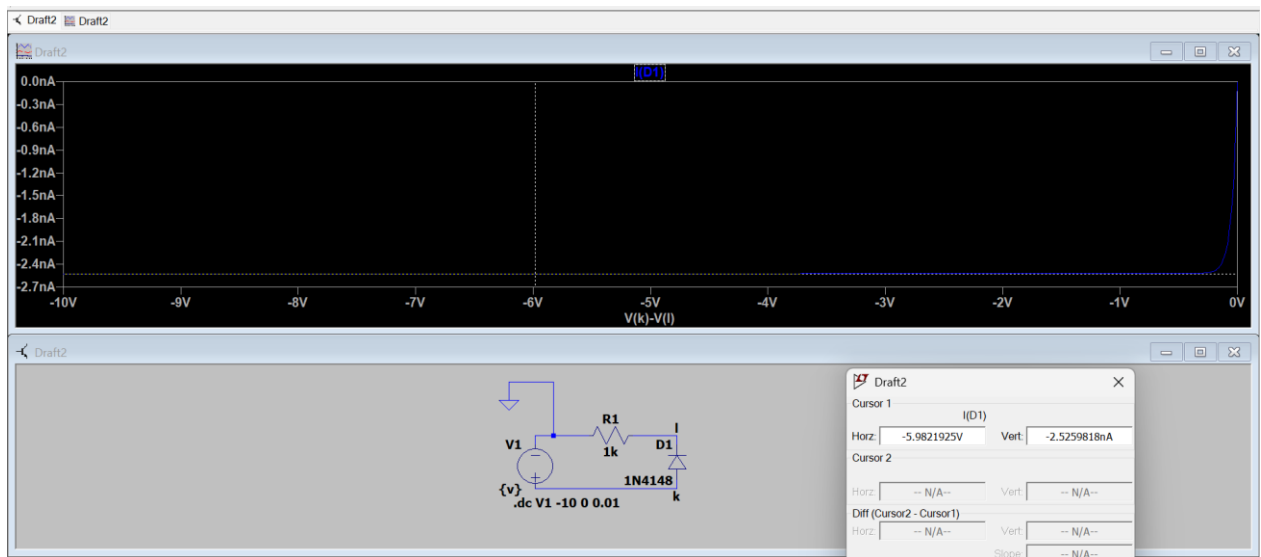 Draft2 Draft2
Draft2
I(D1)
0.0nA
-0.3nA
-0.6nA
-0.9nA
-1.2nA
-1.5nA
-1.8nA
-2.1nA
-2.4nA
-2.7nA
-10V -9V -8V -7V -6V -5V -4V -3V -2V -1V 0V
V(k)-V(l)
Draft2
R1
1k
l
V1
D1
1N4148
{v}
k
.dc V1 -10 0 0.01
Draft2
Cursor 1
I(D1)
Horz: -5.9821925V Vert: -2.5259818nA
Cursor 2
Horz: -- N/A-- Vert: -- N/A--
Diff (Cursor2 - Cursor1)
Horz: -- N/A-- Vert: -- N/A--
Slope: -- N/A--